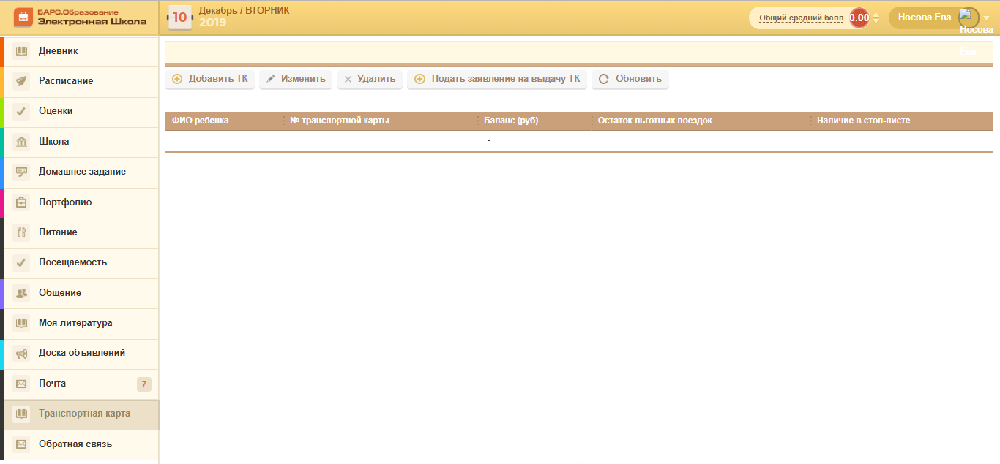 БАРС.Образование
Электронная Школа
10
Декабрь / ВТОРНИК
2019
Общий средний балл
0.00
Носова Ева
Носова
Ева
Дневник
Расписание
Оценки
Школа
Домашнее задание
Портфолио
Питание
Посещаемость
Общение
Моя литература
Доска объявлений
Почта 7
Транспортная карта
Обратная связь
Добавить ТК Изменить Удалить Подать заявление на выдачу ТК Обновить
ФИО ребенка № транспортной карты Баланс (руб) Остаток льготных поездок Наличие в стоп-листе
-